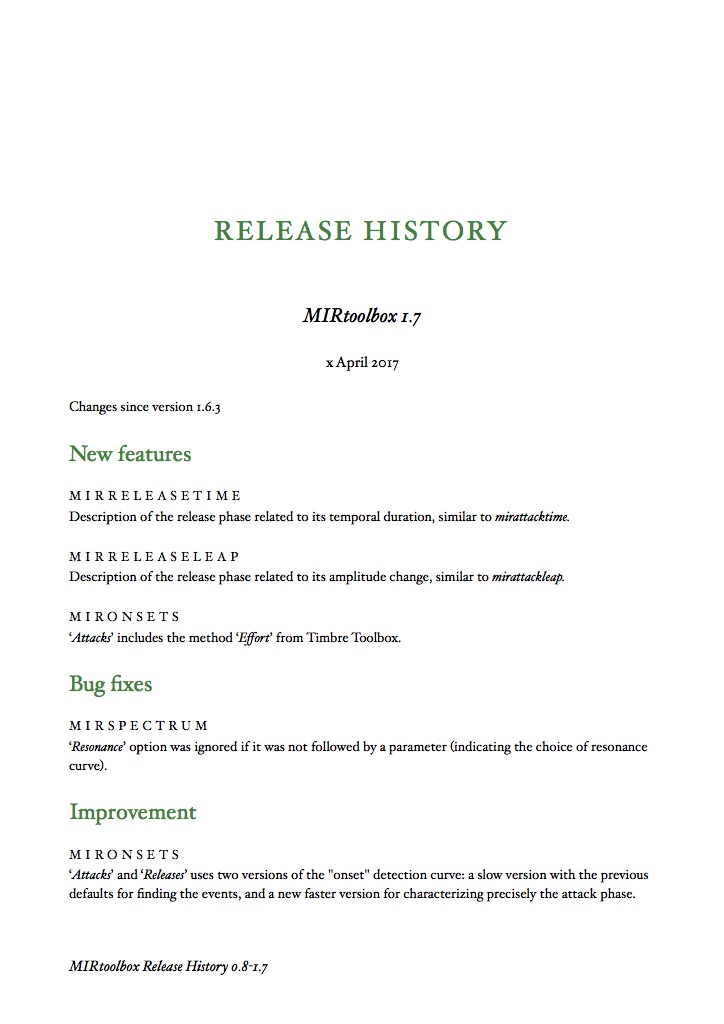 RELEASE HISTORY
MIRtoolbox 1.7
x April 2017
Changes since version 1.6.3
New features
MIRRELEASETIME
Description of the release phase related to its temporal duration, similar to mirattacktime.
MIRRELEASELEAP
Description of the release phase related to its amplitude change, similar to mirattackleap.
MIRONSETS
‘Attacks’ includes the method ‘Effort’ from Timbre Toolbox.
Bug fixes
MIRSPECTRUM
‘Resonance’ option was ignored if it was not followed by a parameter (indicating the choice of resonance
curve).
Improvement
MIRONSETS
‘Attacks’ and ‘Releases’ uses two versions of the "onset" detection curve: a slow version with the previous
defaults for finding the events, and a new faster version for characterizing precisely the attack phase.
MIRtoolbox Release History 0.8-1.7